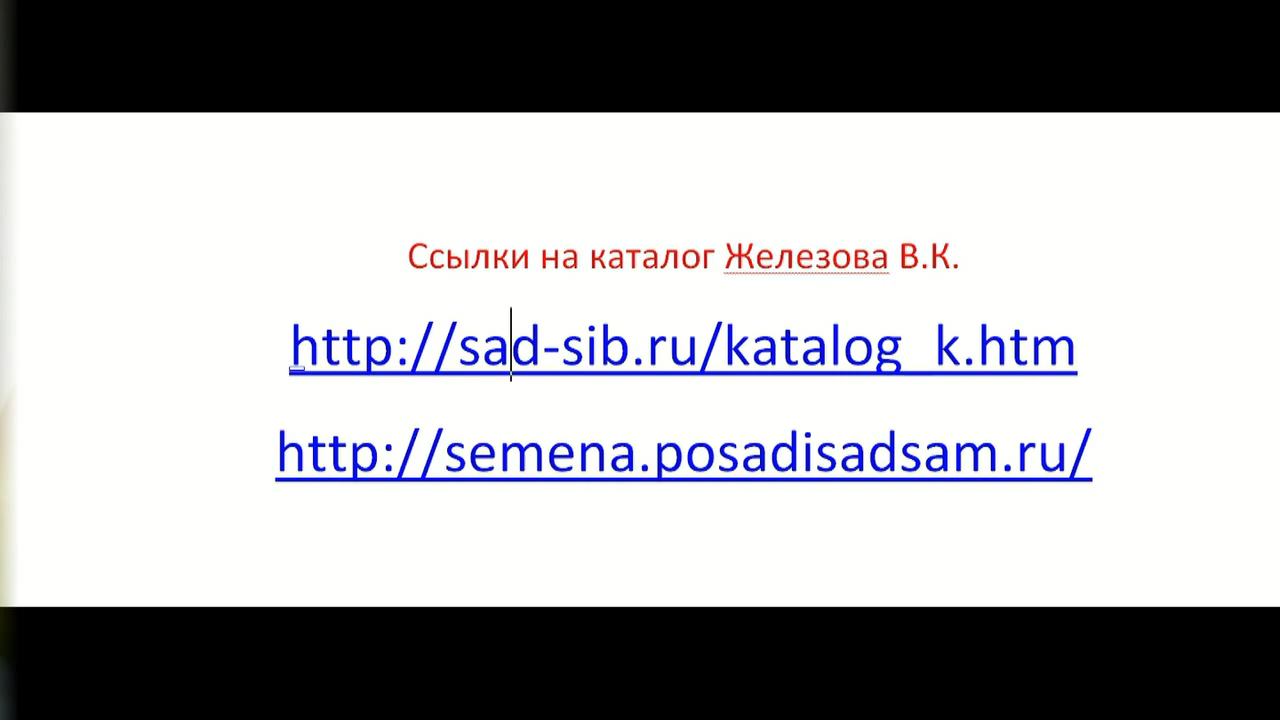 Ссылки на каталог Железова В.К.
http://sad-sib.ru/katalog_k.htm
http://semena.posadisadsam.ru/